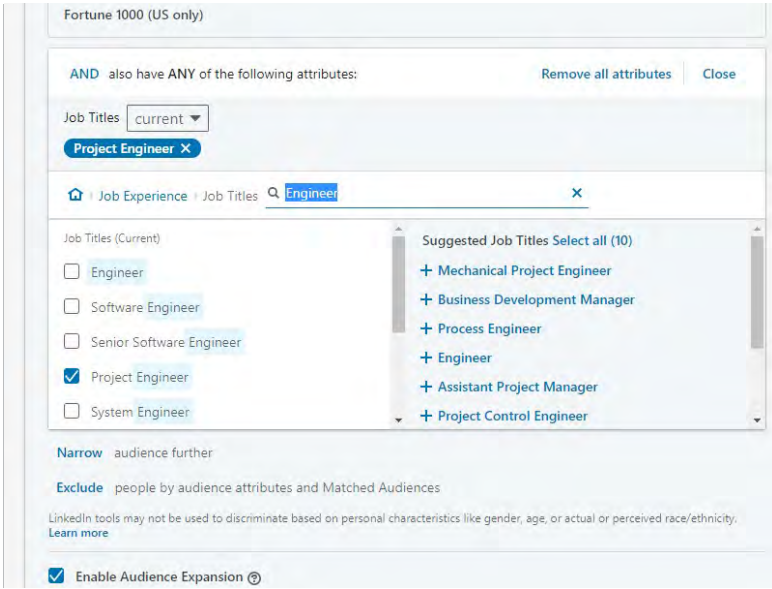 Fortune 1000 (US only)
AND also have ANY of the following attributes:
Remove all attributes
Close
Job Titles current
Project Engineer ×
Job Experience Job Titles Engineer ×
Job Titles (Current)
Engineer
Software Engineer
Senior Software Engineer
Project Engineer
System Engineer
Suggested Job Titles Select all (10)
+ Mechanical Project Engineer
+ Business Development Manager
+ Process Engineer
+ Engineer
+ Assistant Project Manager
+ Project Control Engineer
Narrow audience further
Exclude people by audience attributes and Matched Audiences
LinkedIn tools may not be used to discriminate based on personal characteristics like gender, age, or actual or perceived race/ethnicity.
Learn more
Enable Audience Expansion ?